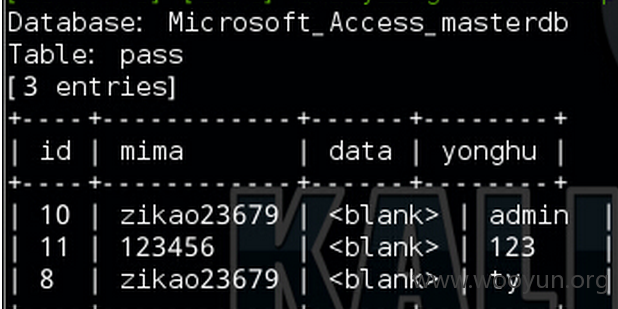 Database: Microsoft_Access_masterdb
Table: pass
[3 entries]
+----+-------------+------+--------+
| id | mima | data | yonghu |
+----+-------------+------+--------+
| 10 | zikao23679 | <blank> | admin |
| 11 | 123456 | <blank> | 123 |
| 8 | zikao23679 | <blank> | ty |
www.wooyun.org
KALI